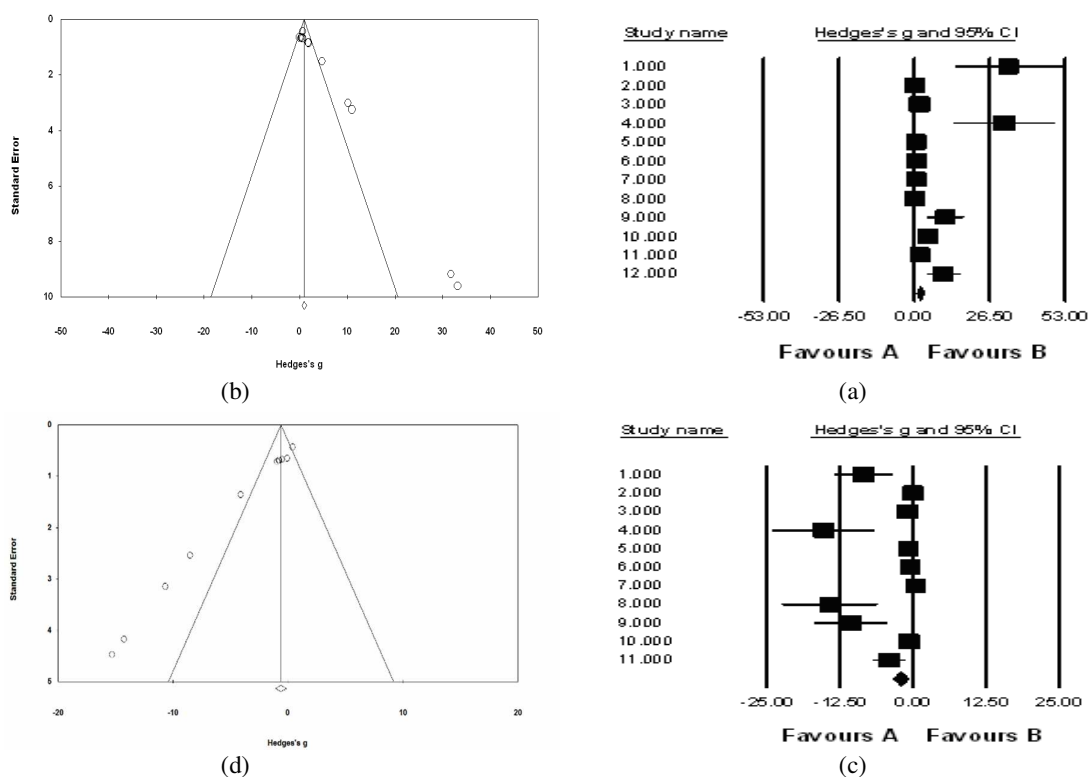 0
2
4
6
8
10
Standard Error
-50 -40 -30 -20 -10 0 10 20 30 40 50
Hedges's g
(b)
Study name Hedges's g and 95% CI
1.000
2.000
3.000
4.000
5.000
6.000
7.000
8.000
9.000
10.000
11.000
12.000
-53.00 -26.50 0.00 26.50 53.00
Favours A Favours B
(a)
0
1
2
3
4
5
Standard Error
-20 -10 0 10 20
Hedges's g
(d)
Study name Hedges's g and 95% CI
1.000
2.000
3.000
4.000
5.000
6.000
7.000
8.000
9.000
10.000
11.000
-25.00 -12.50 0.00 12.50 25.00
Favours A Favours B
(c)